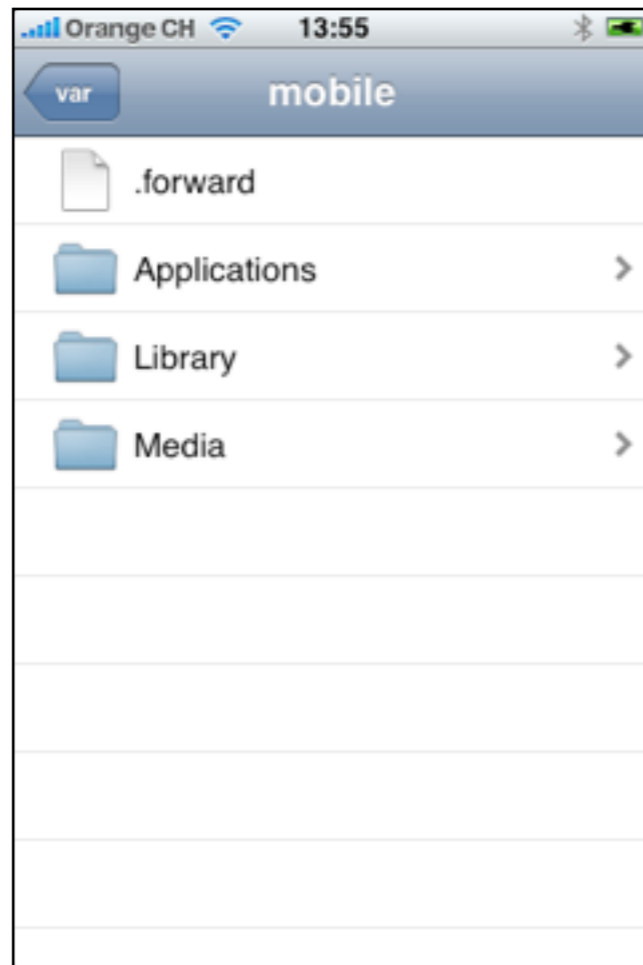 Orange CH 13:55
var mobile
.forward
Applications
Library
Media